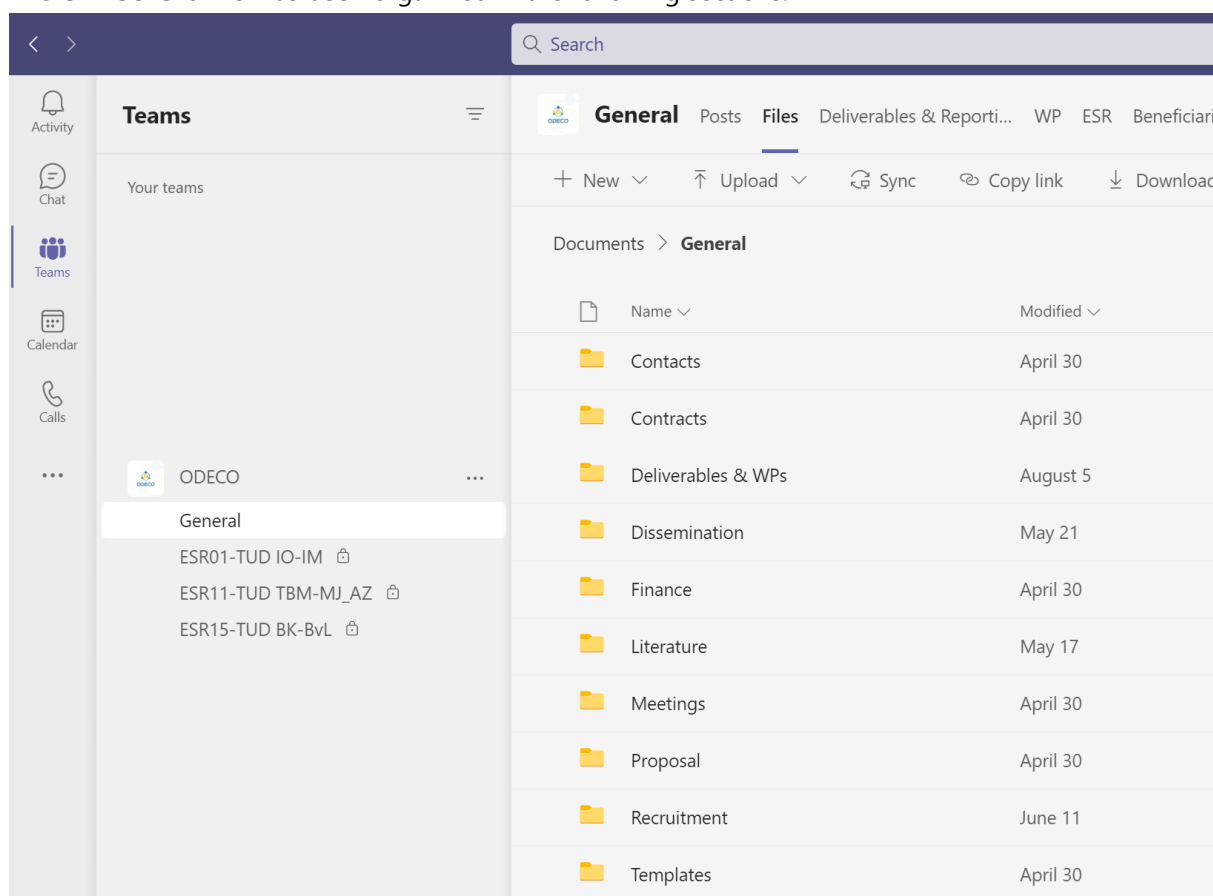 Search
Activity
Chat
Teams
Calendar
Calls
Teams
Your teams
ODECO
ODECO
General
ESR01-TUD IO-IM
ESR11-TUD TBM-MJ_AZ
ESR15-TUD BK-BvL
ODECO
General Posts Files Deliverables & Reporti... WP ESR Beneficiari
New Upload Sync Copy link Download
Documents > General
Name Modified
Contacts April 30
Contracts April 30
Deliverables & WPs August 5
Dissemination May 21
Finance April 30
Literature May 17
Meetings April 30
Proposal April 30
Recruitment June 11
Templates April 30